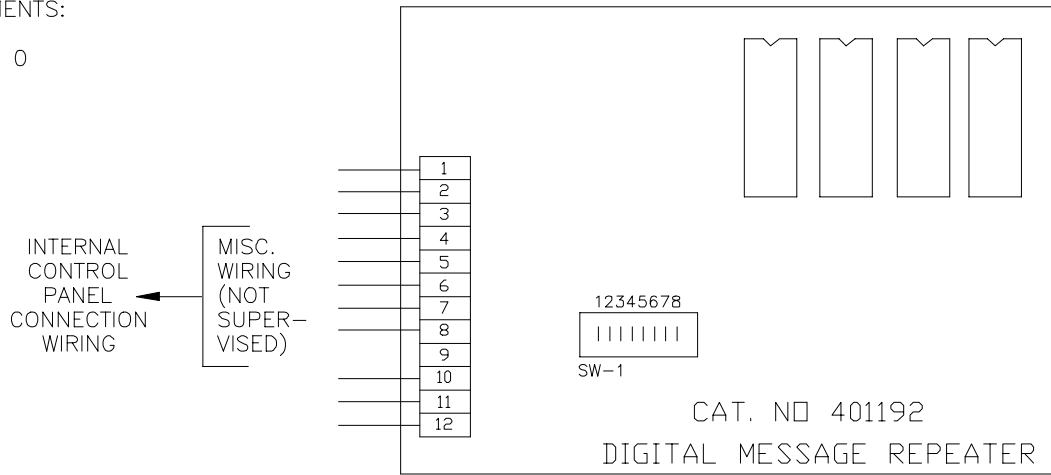 0
INTERNAL
CONTROL
PANEL
CONNECTION
WIRING
MISC.
WIRING
(NOT
SUPER-
VISED)
1
2
3
4
5
6
7
8
9
10
11
12
12345678
SW-1
CAT. NO 401192
DIGITAL MESSAGE REPEATER